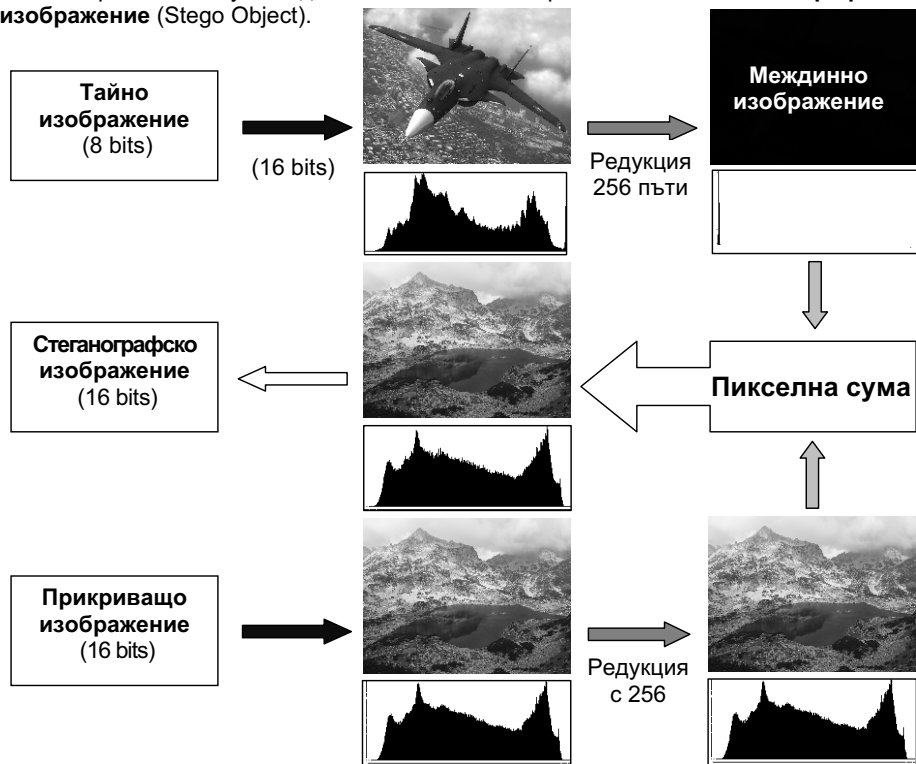 изображение (Stego Object).
Тайно
изображение
(8 bits)
(16 bits)
Редукция
256 пъти
Междинно
изображение
Стеганографско
изображение
(16 bits)
Пикселна сума
Прикриващо
изображение
(16 bits)
Редукция
с 256